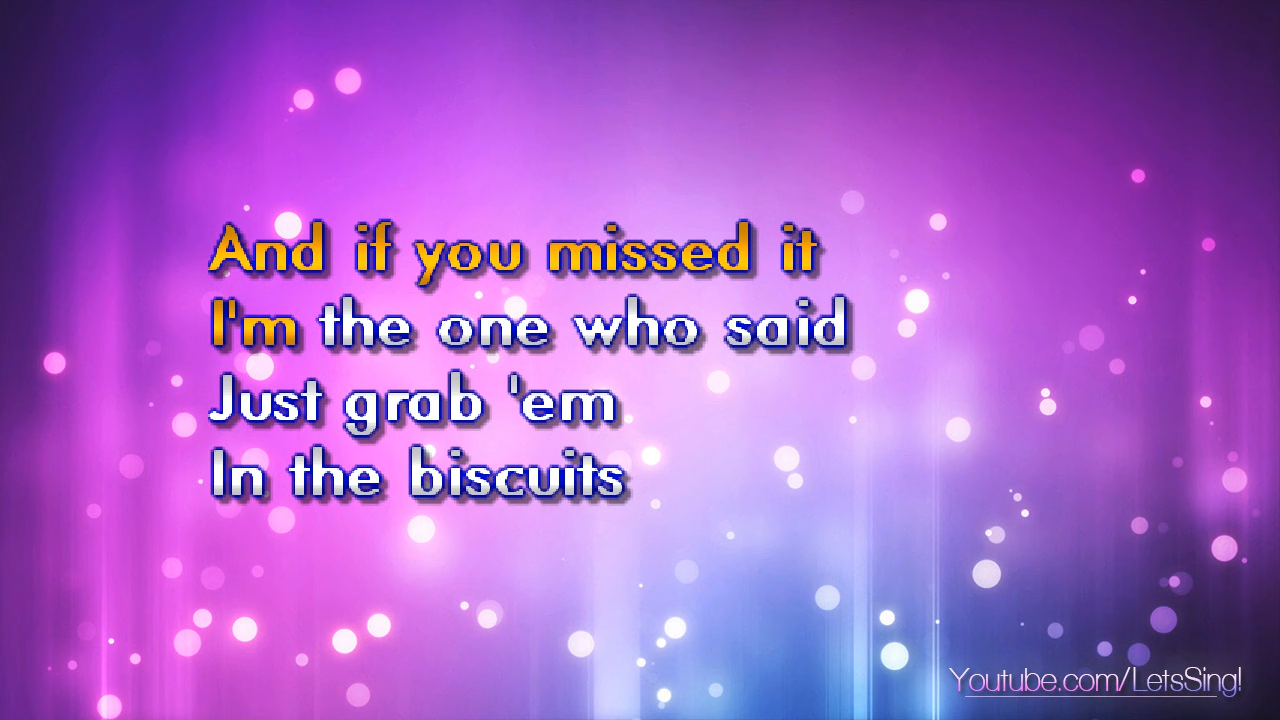 And if you missed it
I'm the one who said
Just grab 'em
In the biscuits
Youtube.com/LetsSing!